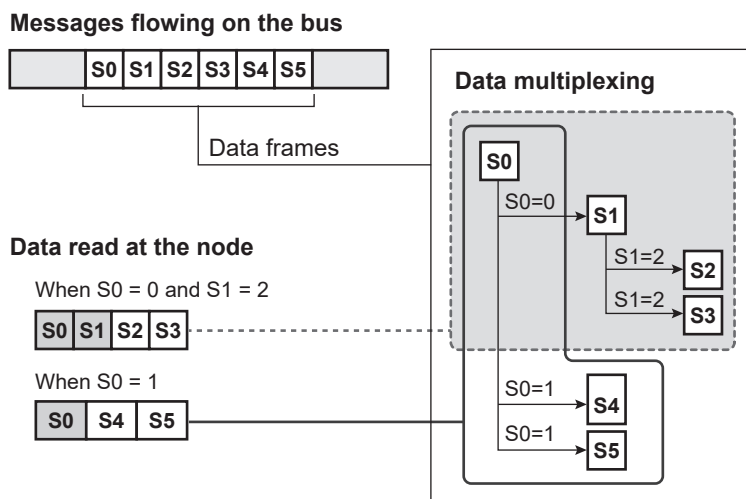 Messages flowing on the bus
S0 S1 S2 S3 S4 S5
Data frames
Data multiplexing
S0
S0=0
S1
S1=2
S2
S1=2
S3
S0=1
S4
S0=1
S5
Data read at the node
When S0 = 0 and S1 = 2
S0 S1 S2 S3
When S0 = 1
S0 S4 S5